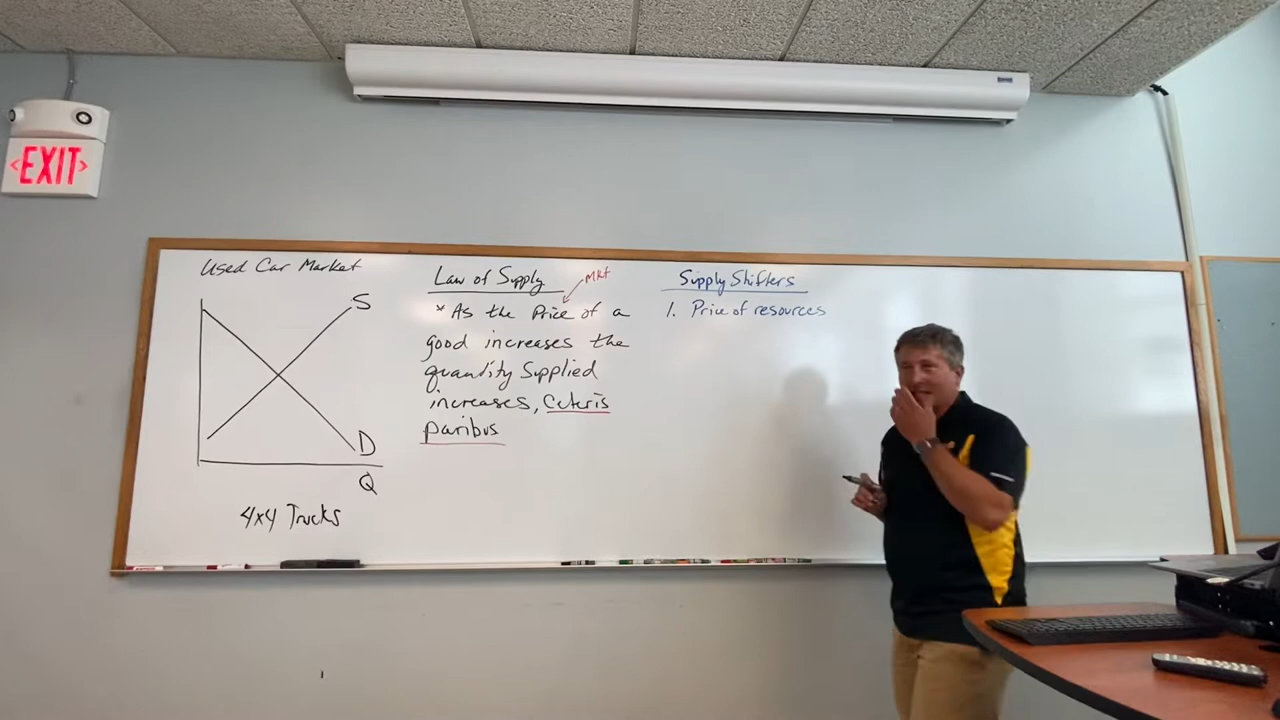 <EXIT>
Used Car Market
S
D
Q
4x4 Trucks
Law of Supply
MKt
* As the Price of a
good increases the
quantity Supplied
increases, Ceteris
paribus
Supply Shifters
1. Price of resources